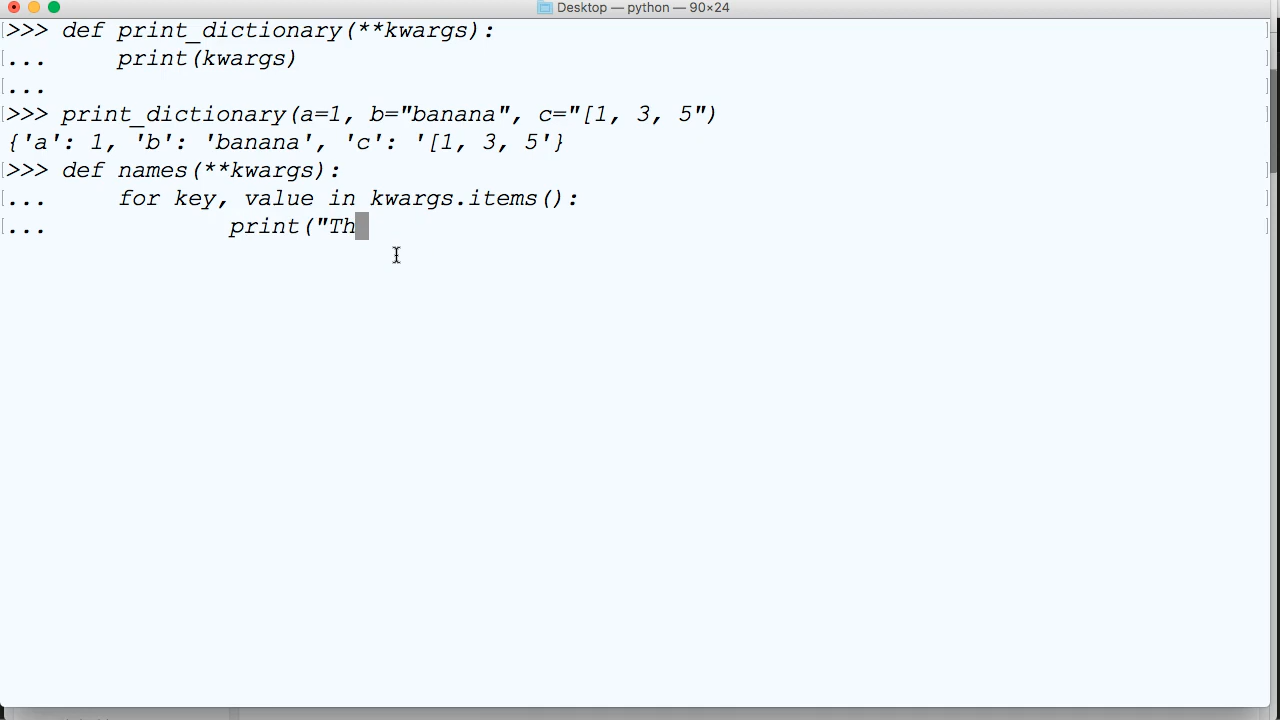 Desktop — python — 90×24
>>> def print_dictionary(**kwargs):
...     print(kwargs)
...
>>> print_dictionary(a=1, b="banana", c="[1, 3, 5")
{'a': 1, 'b': 'banana', 'c': '[1, 3, 5'}
>>> def names(**kwargs):
...     for key, value in kwargs.items():
...             print("Th